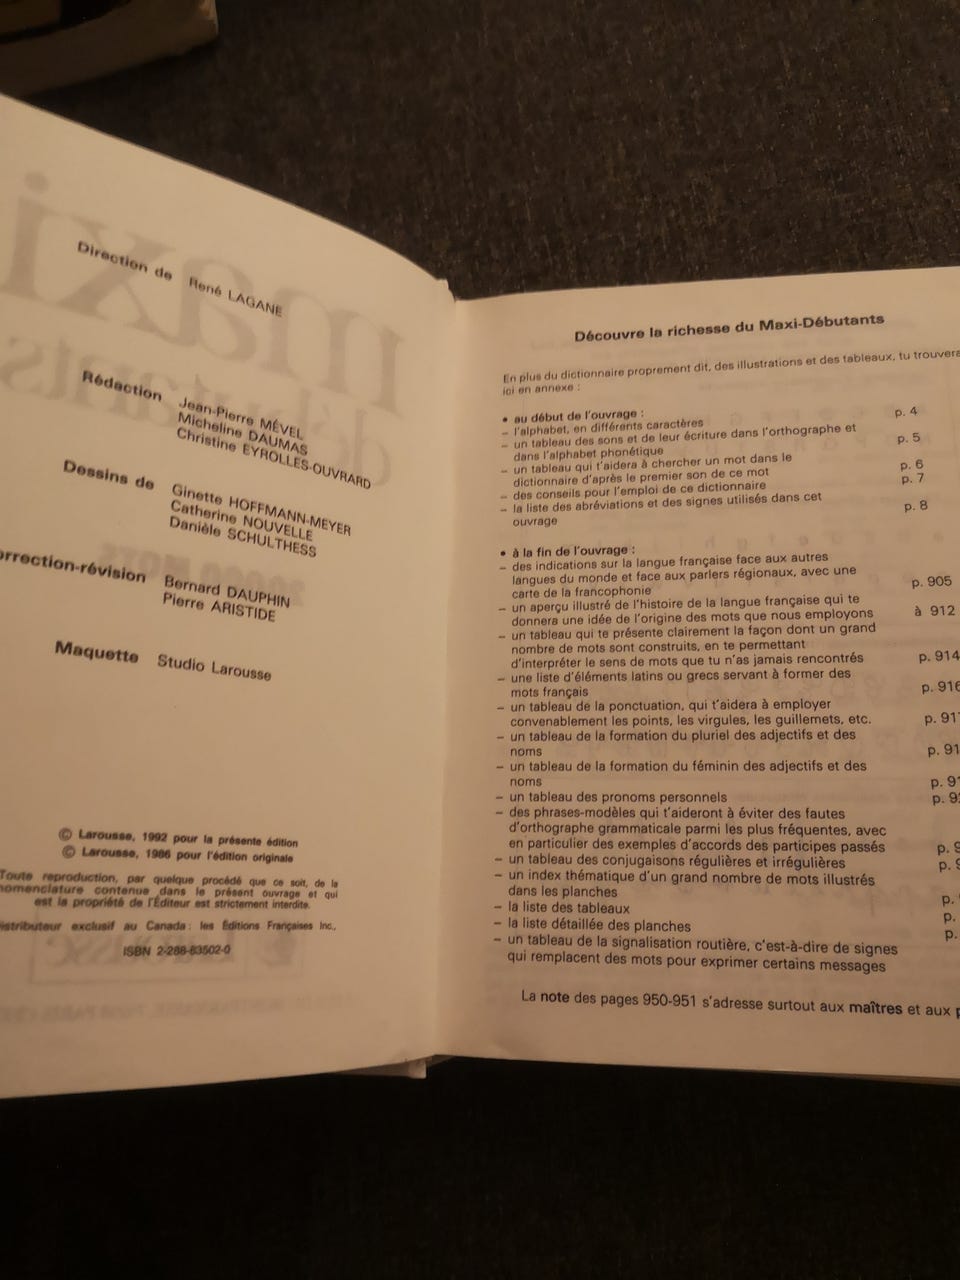 Direction de René LAGANE
Rédaction Jean-Pierre MÉVEL
Micheline DAUMAS
Christine EYROLLES-OUVRARD
Dessins de Ginette HOFFMANN-MEYER
Catherine NOUVELLE
Danièle SCHULTHESS
orrection-révision Bernard DAUPHIN
Pierre ARISTIDE
Maquette Studio Larousse
© Larousse, 1992 pour la présente édition
© Larousse, 1986 pour l'édition originale
Toute reproduction, par quelque procédé que ce soit, de la
nomenclature contenue dans le présent ouvrage et qui
est la propriété de l'Éditeur est strictement interdite.
istributeur exclusif au Canada : les Éditions Françaises Inc.,
ISBN 2-288-83502-0
Découvre la richesse du Maxi-Débutants
En plus du dictionnaire proprement dit, des illustrations et des tableaux, tu trouvera
ici en annexe :
• au début de l'ouvrage :
– l'alphabet, en différents caractères p. 4
– un tableau des sons et de leur écriture dans l'orthographe et
dans l'alphabet phonétique p. 5
– un tableau qui t'aidera à chercher un mot dans le
dictionnaire d'après le premier son de ce mot p. 6
– des conseils pour l'emploi de ce dictionnaire p. 7
– la liste des abréviations et des signes utilisés dans cet
ouvrage p. 8
• à la fin de l'ouvrage :
– des indications sur la langue française face aux autres
langues du monde et face aux parlers régionaux, avec une
carte de la francophonie p. 905
– un aperçu illustré de l'histoire de la langue française qui te
donnera une idée de l'origine des mots que nous employons à 912
– un tableau qui te présente clairement la façon dont un grand
nombre de mots sont construits, en te permettant
d'interpréter le sens de mots que tu n'as jamais rencontrés p. 914
– une liste d'éléments latins ou grecs servant à former des
mots français p. 916
– un tableau de la ponctuation, qui t'aidera à employer
convenablement les points, les virgules, les guillemets, etc. p. 917
– un tableau de la formation du pluriel des adjectifs et des
noms p. 91
– un tableau de la formation du féminin des adjectifs et des
noms p. 91
– un tableau des pronoms personnels p. 92
– des phrases-modèles qui t'aideront à éviter des fautes
d'orthographe grammaticale parmi les plus fréquentes, avec
en particulier des exemples d'accords des participes passés p. 9
– un tableau des conjugaisons régulières et irrégulières p. 9
– un index thématique d'un grand nombre de mots illustrés
dans les planches p.
– la liste des tableaux p.
– la liste détaillée des planches p.
– un tableau de la signalisation routière, c'est-à-dire de signes
qui remplacent des mots pour exprimer certains messages
La note des pages 950-951 s'adresse surtout aux maîtres et aux p